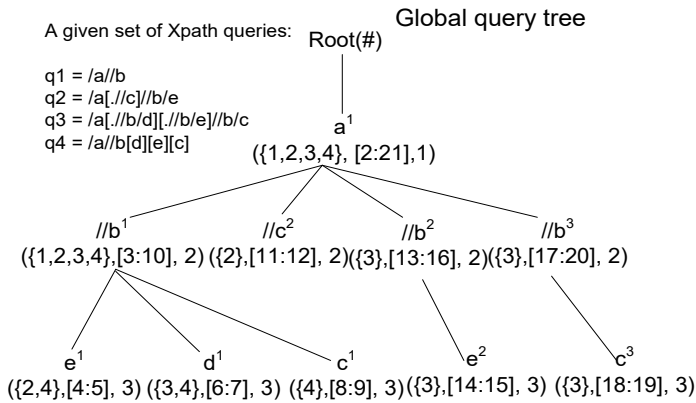 Global query tree
A given set of Xpath queries:
Root(#)
q1 = /a//b
q2 = /a[.//c]//b/e
q3 = /a[.//b/d][.//b/e]//b/c
q4 = /a//b[d][e][c]
a¹
({1,2,3,4}, [2:21],1)
//b¹ //c² //b² //b³
({1,2,3,4},[3:10], 2) ({2},[11:12], 2)({3},[13:16], 2)({3},[17:20], 2)
e¹ d¹ c¹ e² c³
({2,4},[4:5], 3) ({3,4},[6:7], 3) ({4},[8:9], 3)({3},[14:15], 3) ({3},[18:19], 3)